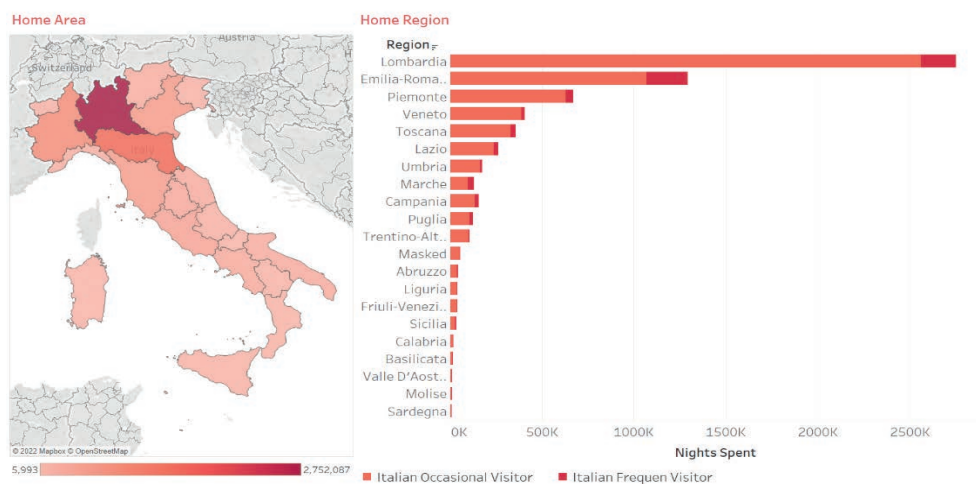 Home Area
Austria
H
Switzerland
Italy
© 2022 Mapbox © OpenStreetMap
5,993
2,752,087
Home Region
Region
Lombardia
Emilia-Roma..
Piemonte
Veneto
Toscana
Lazio
Umbria
Marche
Campania
Puglia
Trentino-Alt..
Masked
Abruzzo
Liguria
Friuli-Venezi..
Sicilia
Calabria
Basilicata
Valle D'Aost..
Molise
Sardegna
0K 500K 1000K 1500K 2000K 2500K
Nights Spent
Italian Occasional Visitor Italian Frequen Visitor